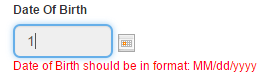 Date Of Birth
1
Date of Birth should be in format: MM/dd/yyyy